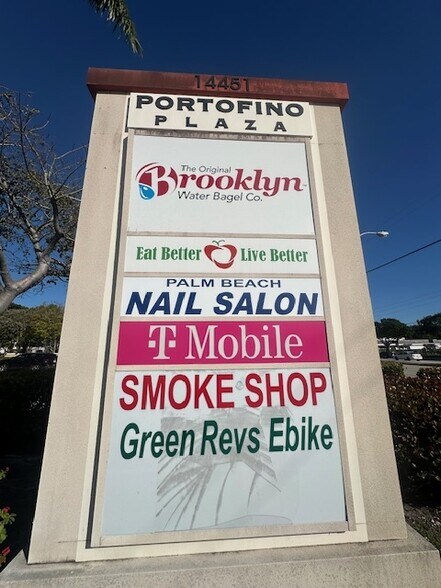 14451
PORTOFINO
PLAZA
The Original
Brooklyn
Water Bagel Co.
Eat Better Live Better
PALM BEACH
NAIL SALON
T Mobile
SMOKE SHOP
Green Revs Ebike